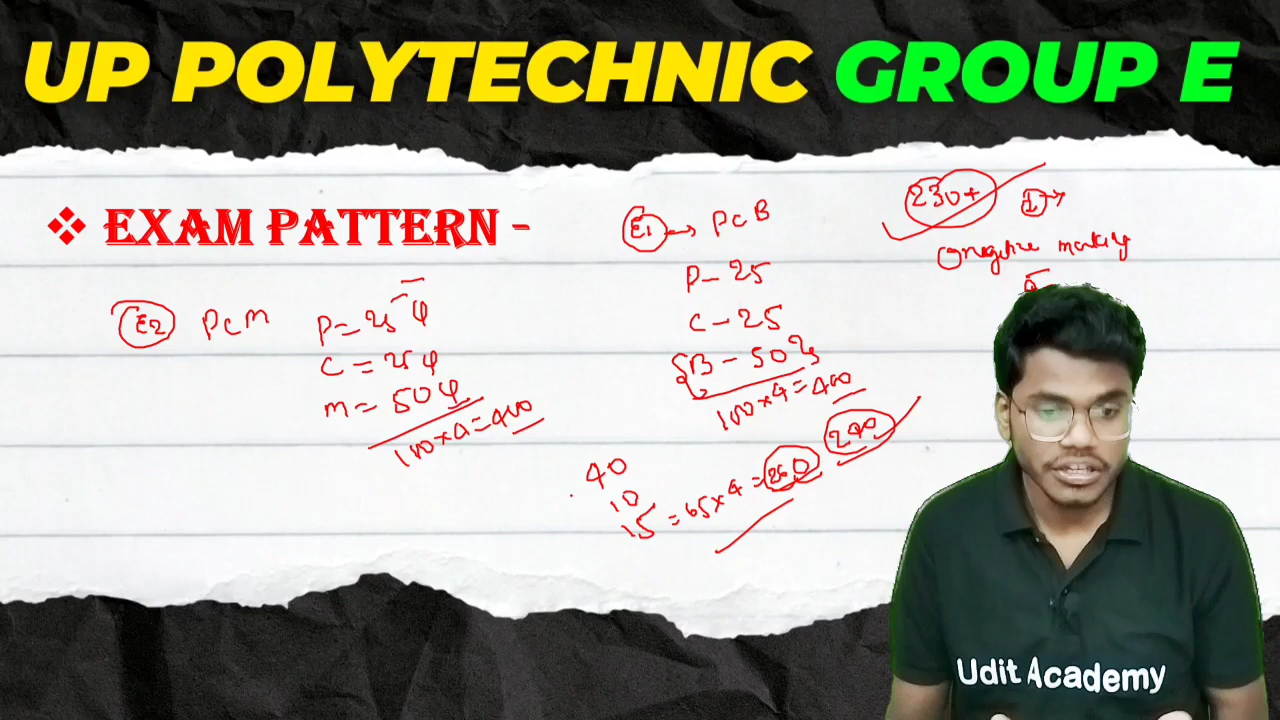 UP POLYTECHNIC GROUP E
❖ EXAM PATTERN -
E2 PCM
P = 25 φ
C = 25 φ
m = 50 φ
100 x 4 = 400
E1 → PCB
P - 25
C - 25
{B - 50}
100 x 4 = 400
40
10
15 = 65 x 4 = 260
240
230+
negative marking
Udit Academy